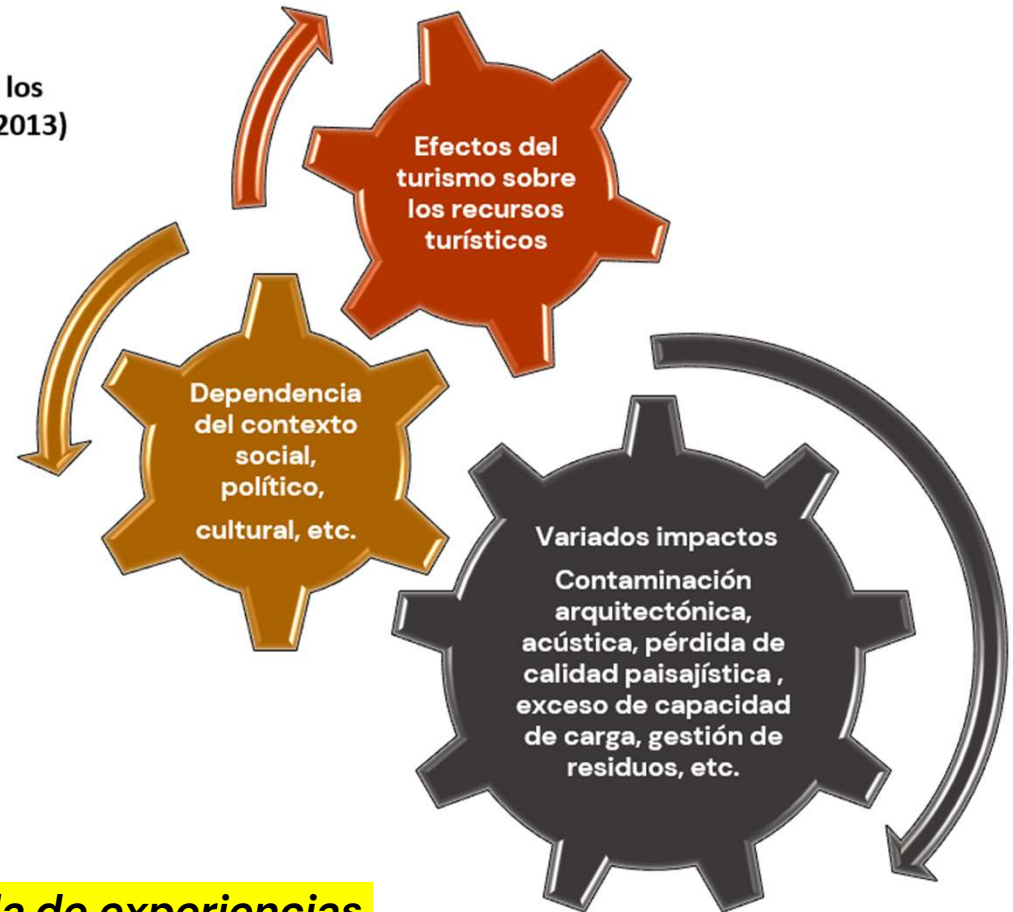 los
2013)
Efectos del
turismo sobre
los recursos
turísticos
Dependencia
del contexto
social,
político,
cultural, etc.
Variados impactos
Contaminación
arquitectónica,
acústica, pérdida de
calidad paisajística ,
exceso de capacidad
de carga, gestión de
residuos, etc.
da de experiencias